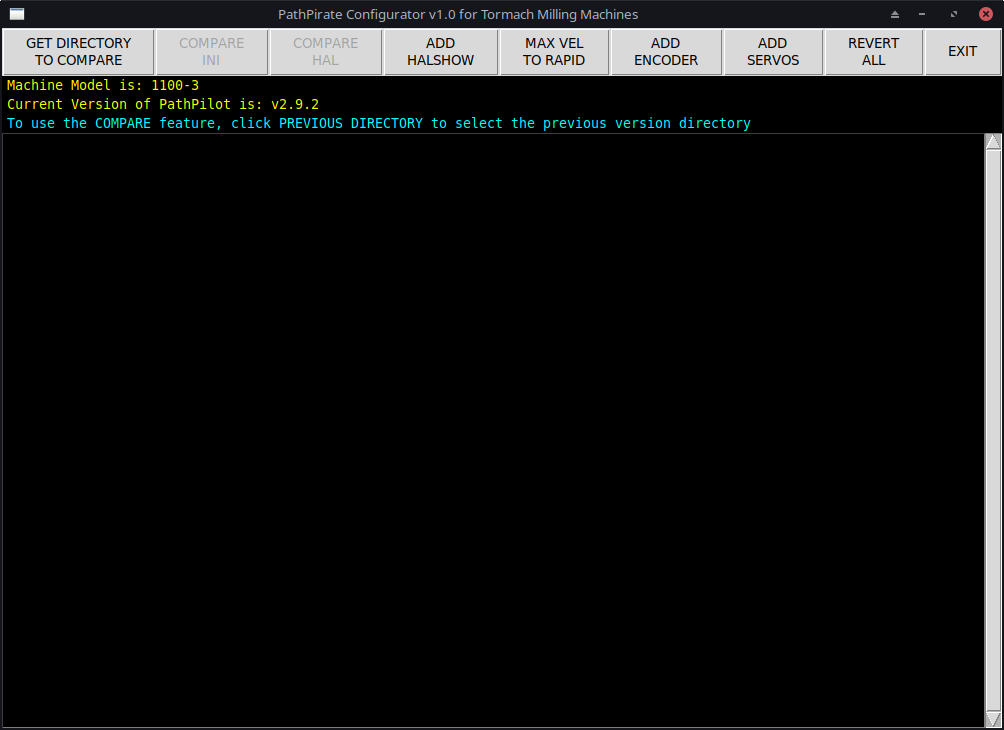 PathPirate Configurator v1.0 for Tormach Milling Machines
GET DIRECTORY
TO COMPARE
COMPARE
INI
COMPARE
HAL
ADD
HALSHOW
MAX VEL
TO RAPID
ADD
ENCODER
ADD
SERVOS
REVERT
ALL
EXIT
Machine Model is: 1100-3
Current Version of PathPilot is: v2.9.2
To use the COMPARE feature, click PREVIOUS DIRECTORY to select the previous version directory